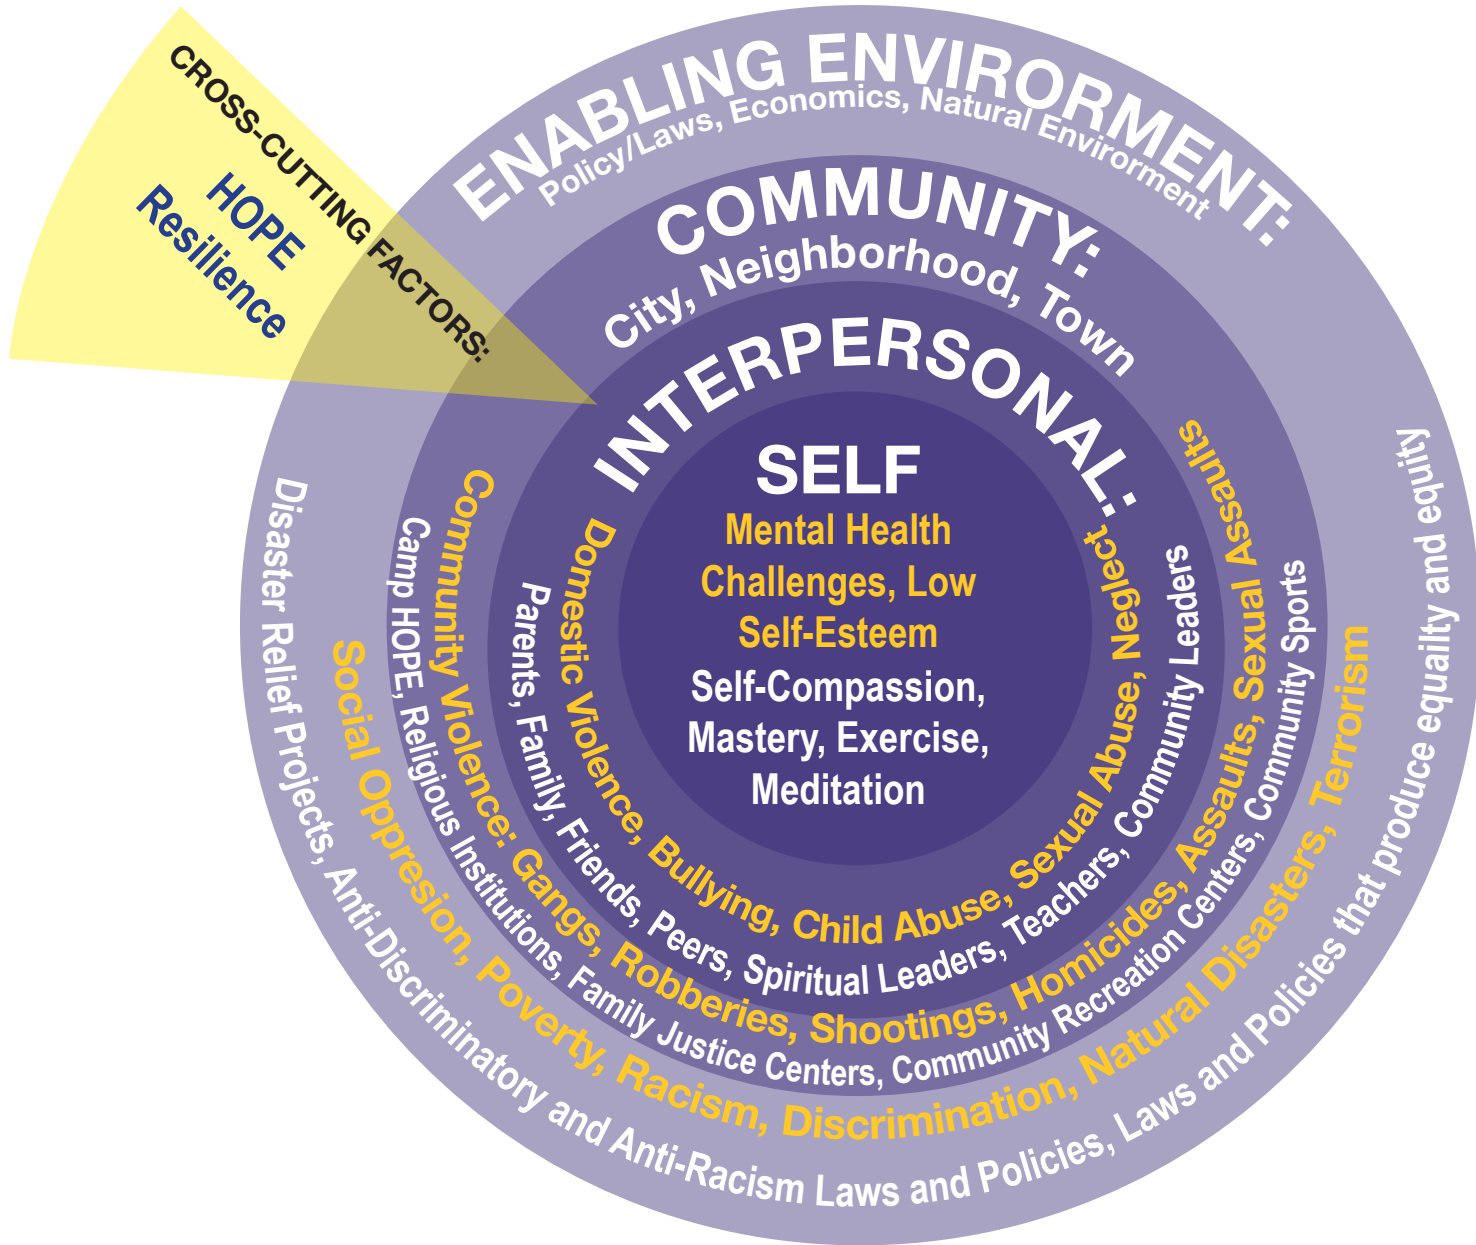 CROSS-CUTTING FACTORS:
HOPE
Resilience
ENABLING ENVIRORMENT:
Policy/Laws, Economics, Natural Envirorment
COMMUNITY:
City, Neighborhood, Town
INTERPERSONAL:
SELF
Mental Health
Challenges, Low
Self-Esteem
Self-Compassion,
Mastery, Exercise,
Meditation
Domestic Violence, Bullying, Child Abuse, Sexual Abuse, Neglect
Parents, Family, Friends, Peers, Spiritual Leaders, Teachers, Community Leaders
Community Violence: Gangs, Robberies, Shootings, Homicides, Assaults, Sexual Assaults
Camp HOPE, Religious Institutions, Family Justice Centers, Community Recreation Centers, Community Sports
Social Oppresion, Poverty, Racism, Discrimination, Natural Disasters, Terrorism
Disaster Relief Projects, Anti-Discriminatory and Anti-Racism Laws and Policies, Laws and Policies that produce equailty and equity